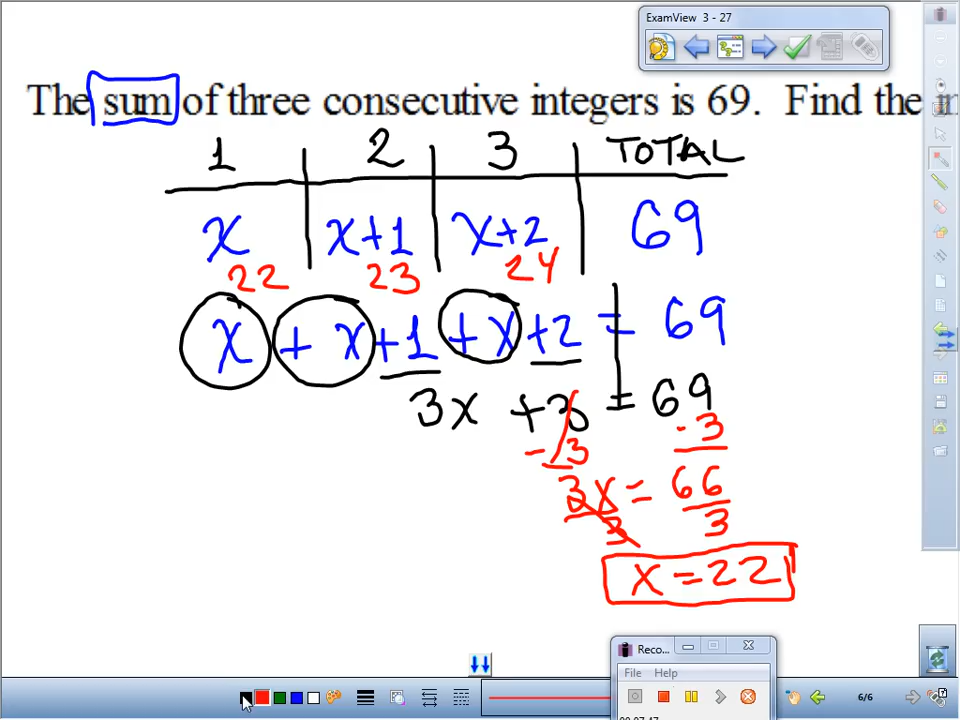 ExamView 3 - 27
The sum of three consecutive integers is 69. Find the
1 2 3 TOTAL
x x+1 x+2 69
22 23 24
x + x + 1 + x + 2 = 69
3x + 3 = 69
-3 -3
3x = 66
3 3
x = 22
Reco...
File Help
6/6